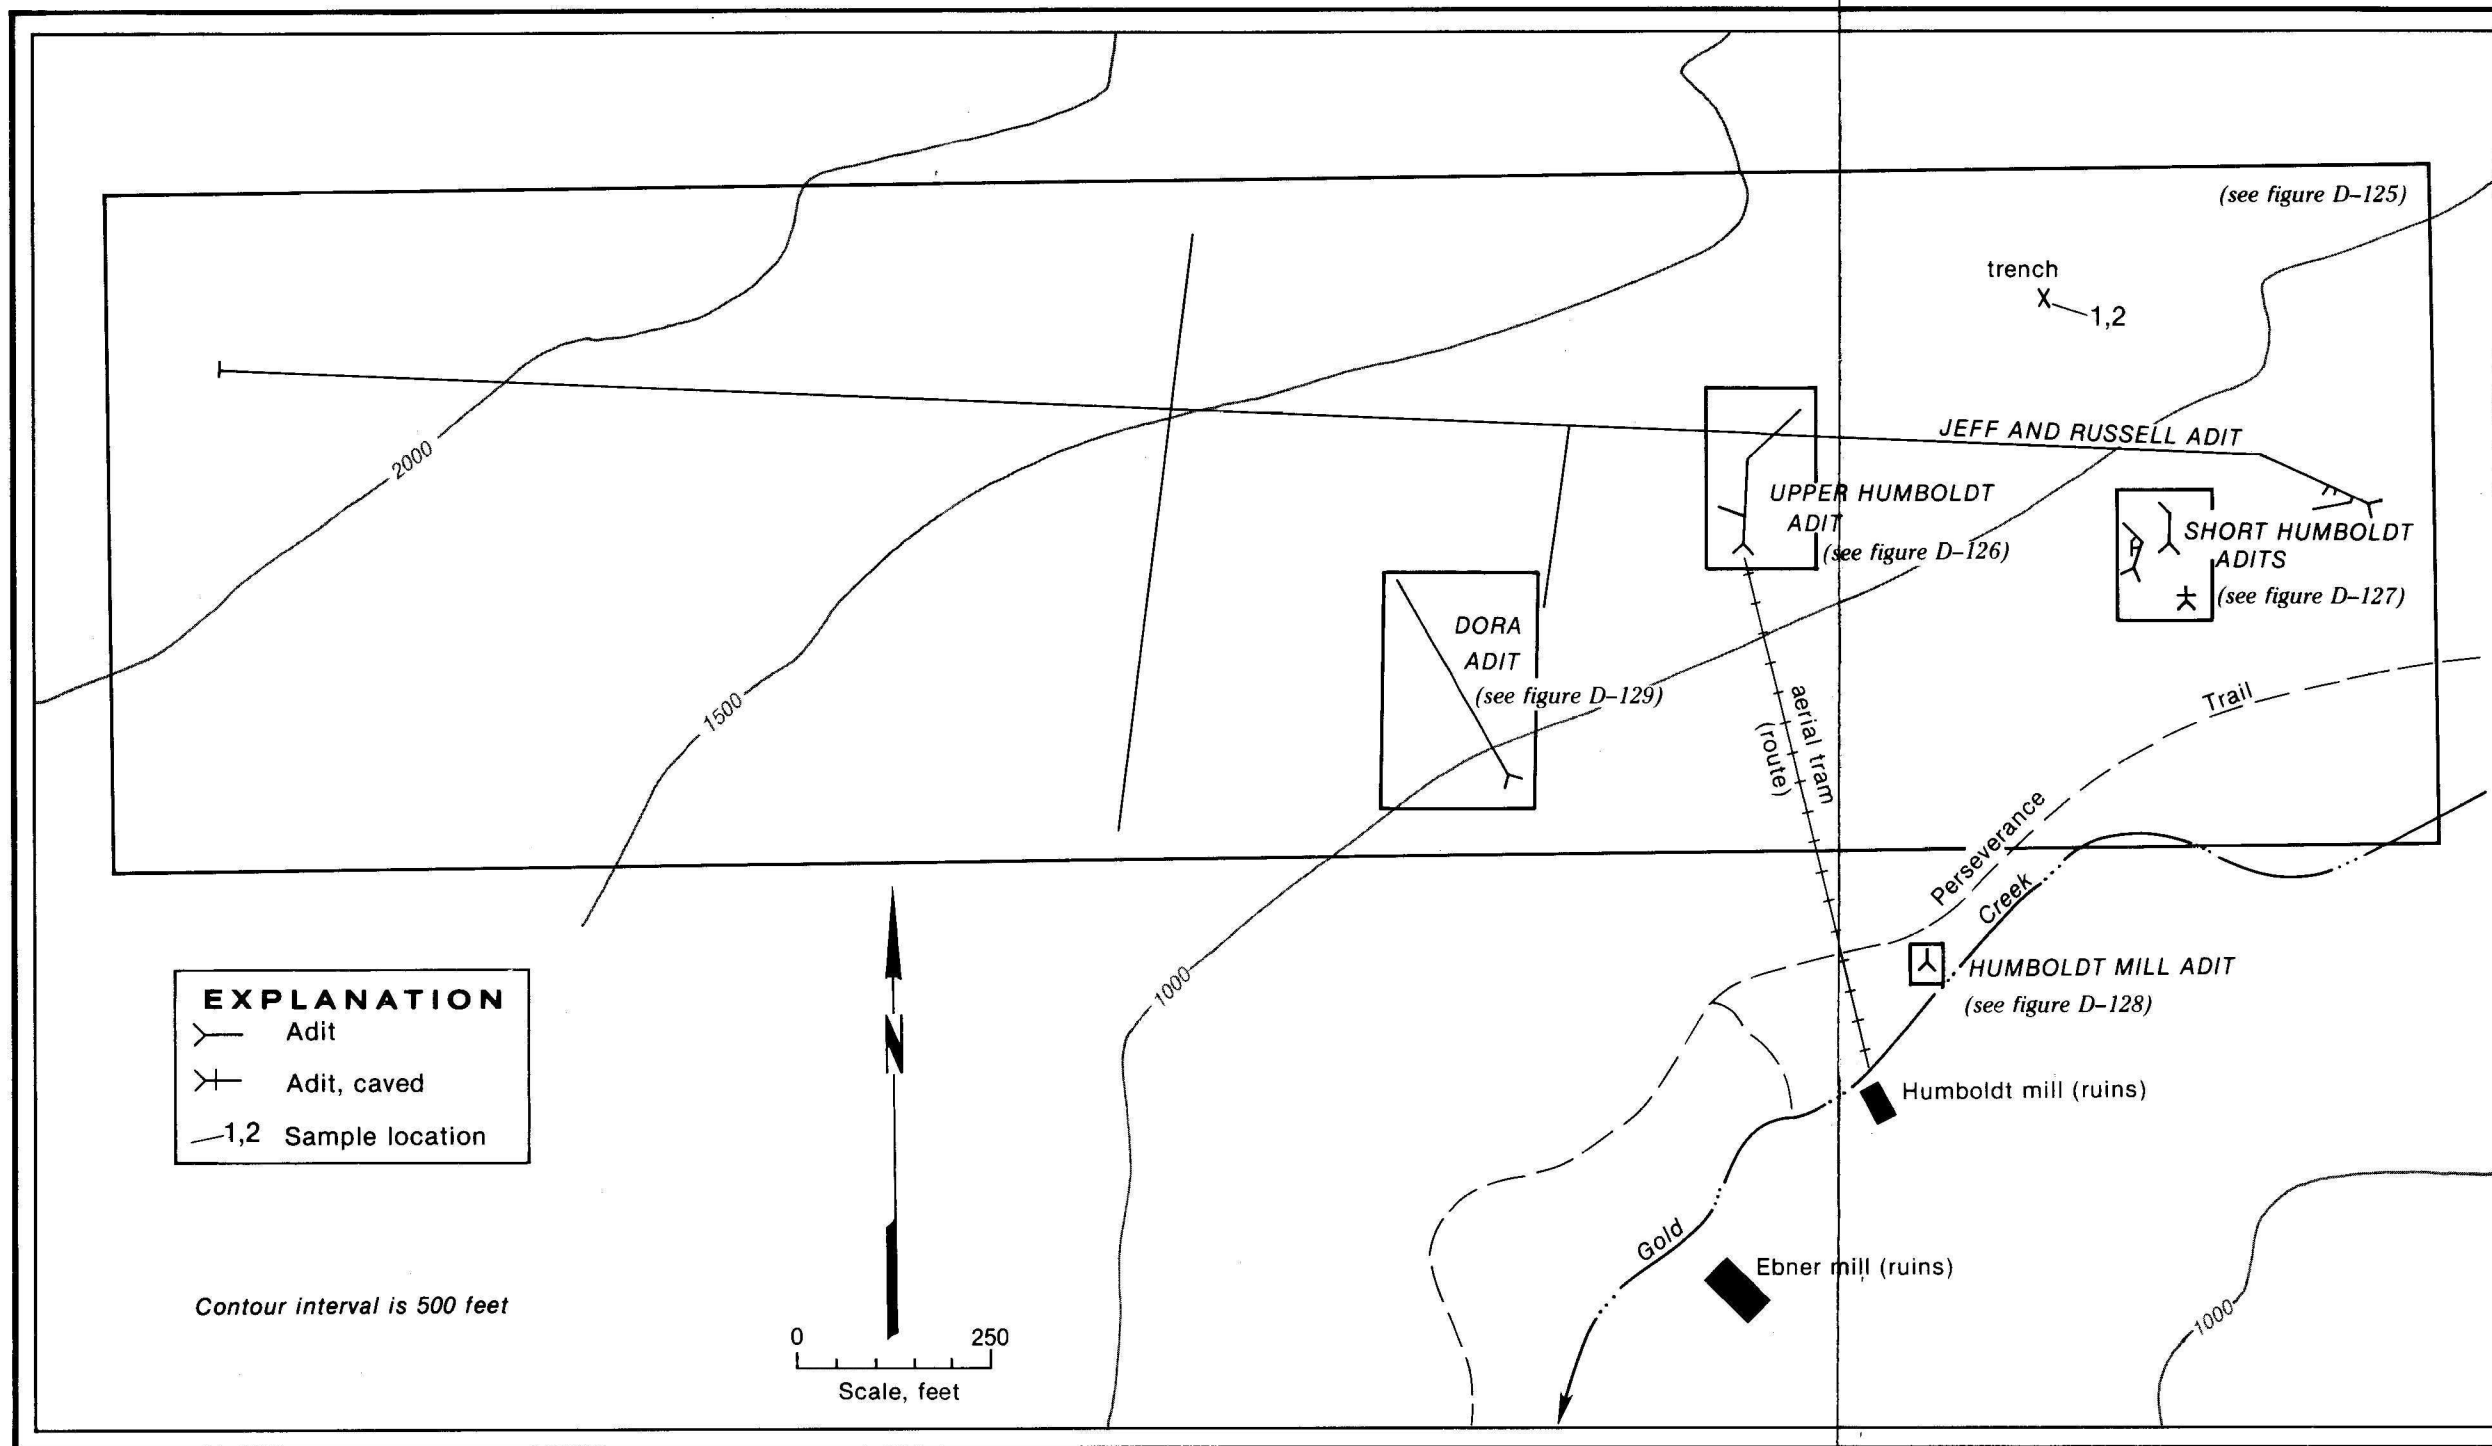 (see figure D–125)
trench
1,2
JEFF AND RUSSELL ADIT
2000
UPPER HUMBOLDT
ADIT
(see figure D–126)
SHORT HUMBOLDT
ADITS
(see figure D–127)
DORA
ADIT
(see figure D–129)
1500
aerial tram
(route)
Trail
Perseverance
Creek
1000
HUMBOLDT MILL ADIT
(see figure D–128)
EXPLANATION
Adit
Adit, caved
1,2 Sample location
N
Humboldt mill (ruins)
Gold
Ebner mill (ruins)
1000
Contour interval is 500 feet
0 250
Scale, feet